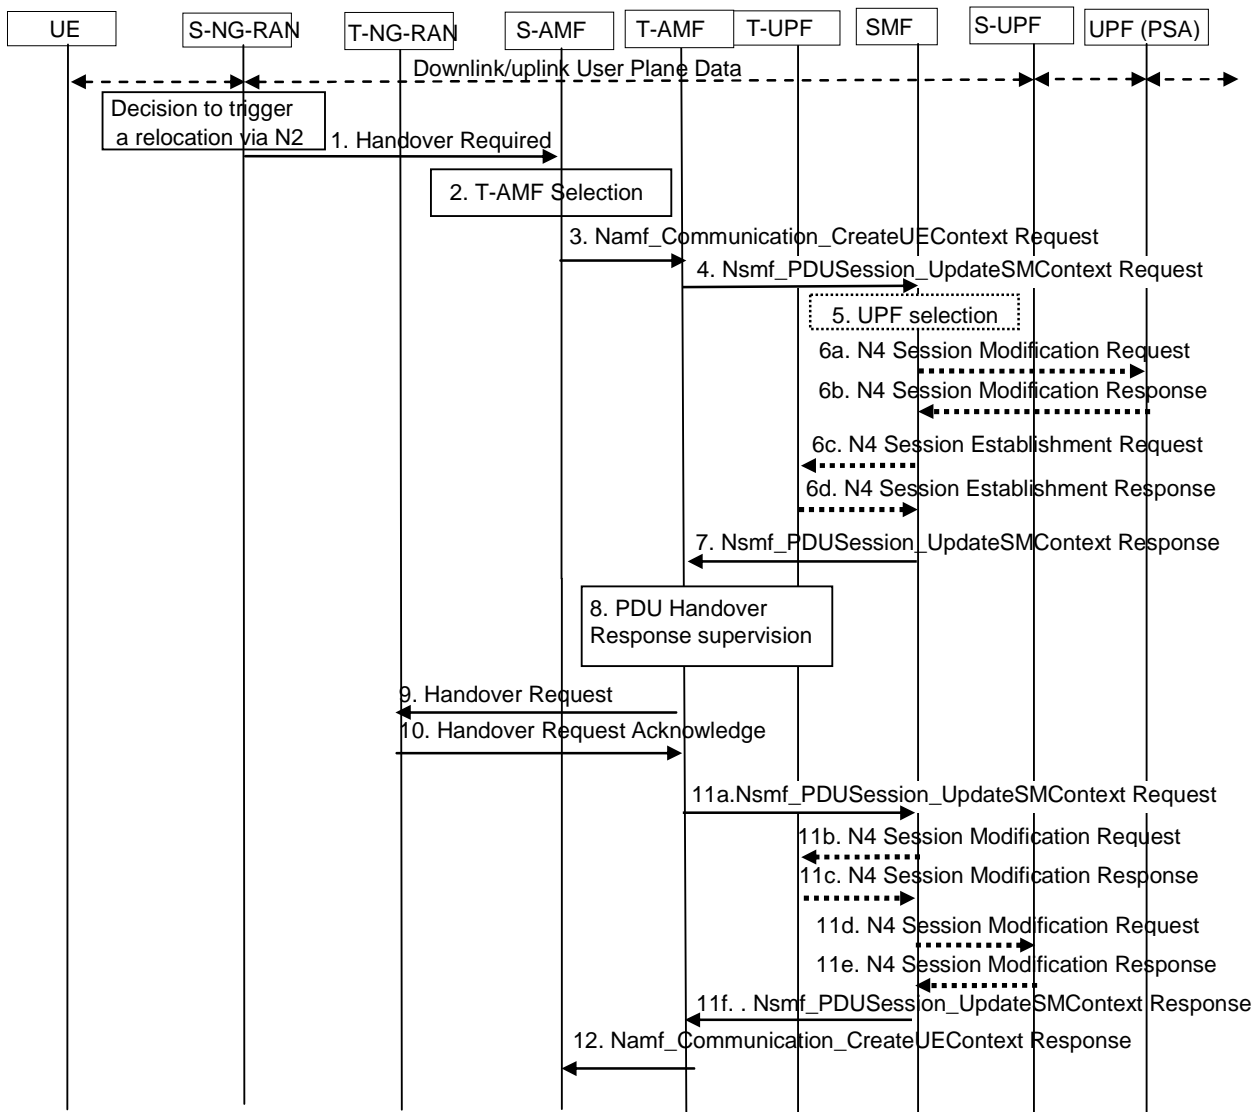 UE
S-NG-RAN
T-NG-RAN
S-AMF
T-AMF
T-UPF
SMF
S-UPF
UPF (PSA)
Downlink/uplink User Plane Data
Decision to trigger
a relocation via N2
1. Handover Required
2. T-AMF Selection
3. Namf_Communication_CreateUEContext Request
4. Nsmf_PDUSession_UpdateSMContext Request
5. UPF selection
6a. N4 Session Modification Request
6b. N4 Session Modification Response
6c. N4 Session Establishment Request
6d. N4 Session Establishment Response
7. Nsmf_PDUSession_UpdateSMContext Response
8. PDU Handover
Response supervision
9. Handover Request
10. Handover Request Acknowledge
11a.Nsmf_PDUSession_UpdateSMContext Request
11b. N4 Session Modification Request
11c. N4 Session Modification Response
11d. N4 Session Modification Request
11e. N4 Session Modification Response
11f. . Nsmf_PDUSession_UpdateSMContext Response
12. Namf_Communication_CreateUEContext Response